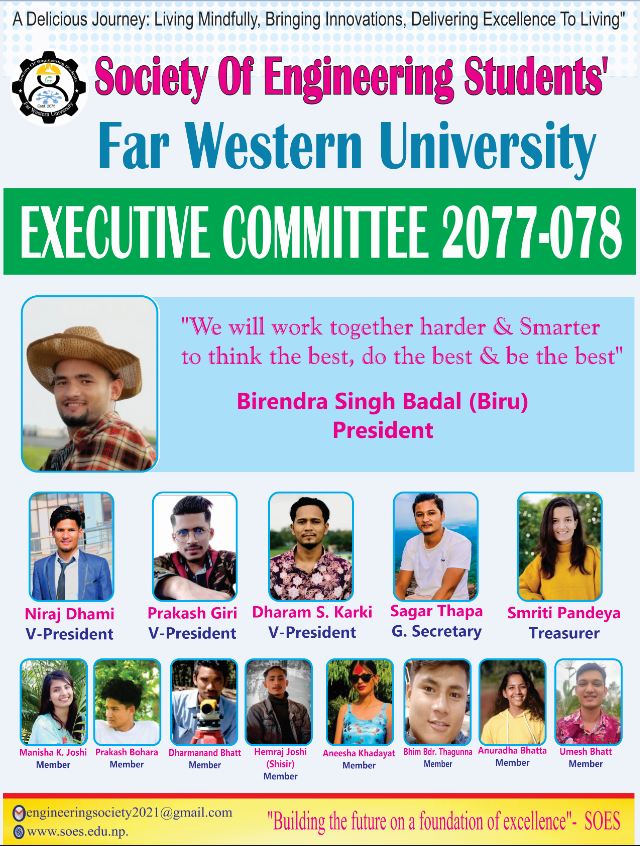 A Delicious Journey: Living Mindfully, Bringing Innovations, Delivering Excellence To Living"
Society Of Engineering Students'
Far Western University
EXECUTIVE COMMITTEE 2077-078
"We will work together harder & Smarter
to think the best, do the best & be the best"
Birendra Singh Badal (Biru)
President
Niraj Dhami
V-President
Prakash Giri
V-President
Dharam S. Karki
V-President
Sagar Thapa
G. Secretary
Smriti Pandeya
Treasurer
Manisha K. Joshi
Member
Prakash Bohara
Member
Dharmanand Bhatt
Member
Hemraj Joshi
(Shisir)
Member
Aneesha Khadayat
Member
Bhim Bdr. Thagunna
Member
Anuradha Bhatta
Member
Umesh Bhatt
Member
engineeringsociety2021@gmail.com
www.soes.edu.np.
"Building the future on a foundation of excellence"- SOES